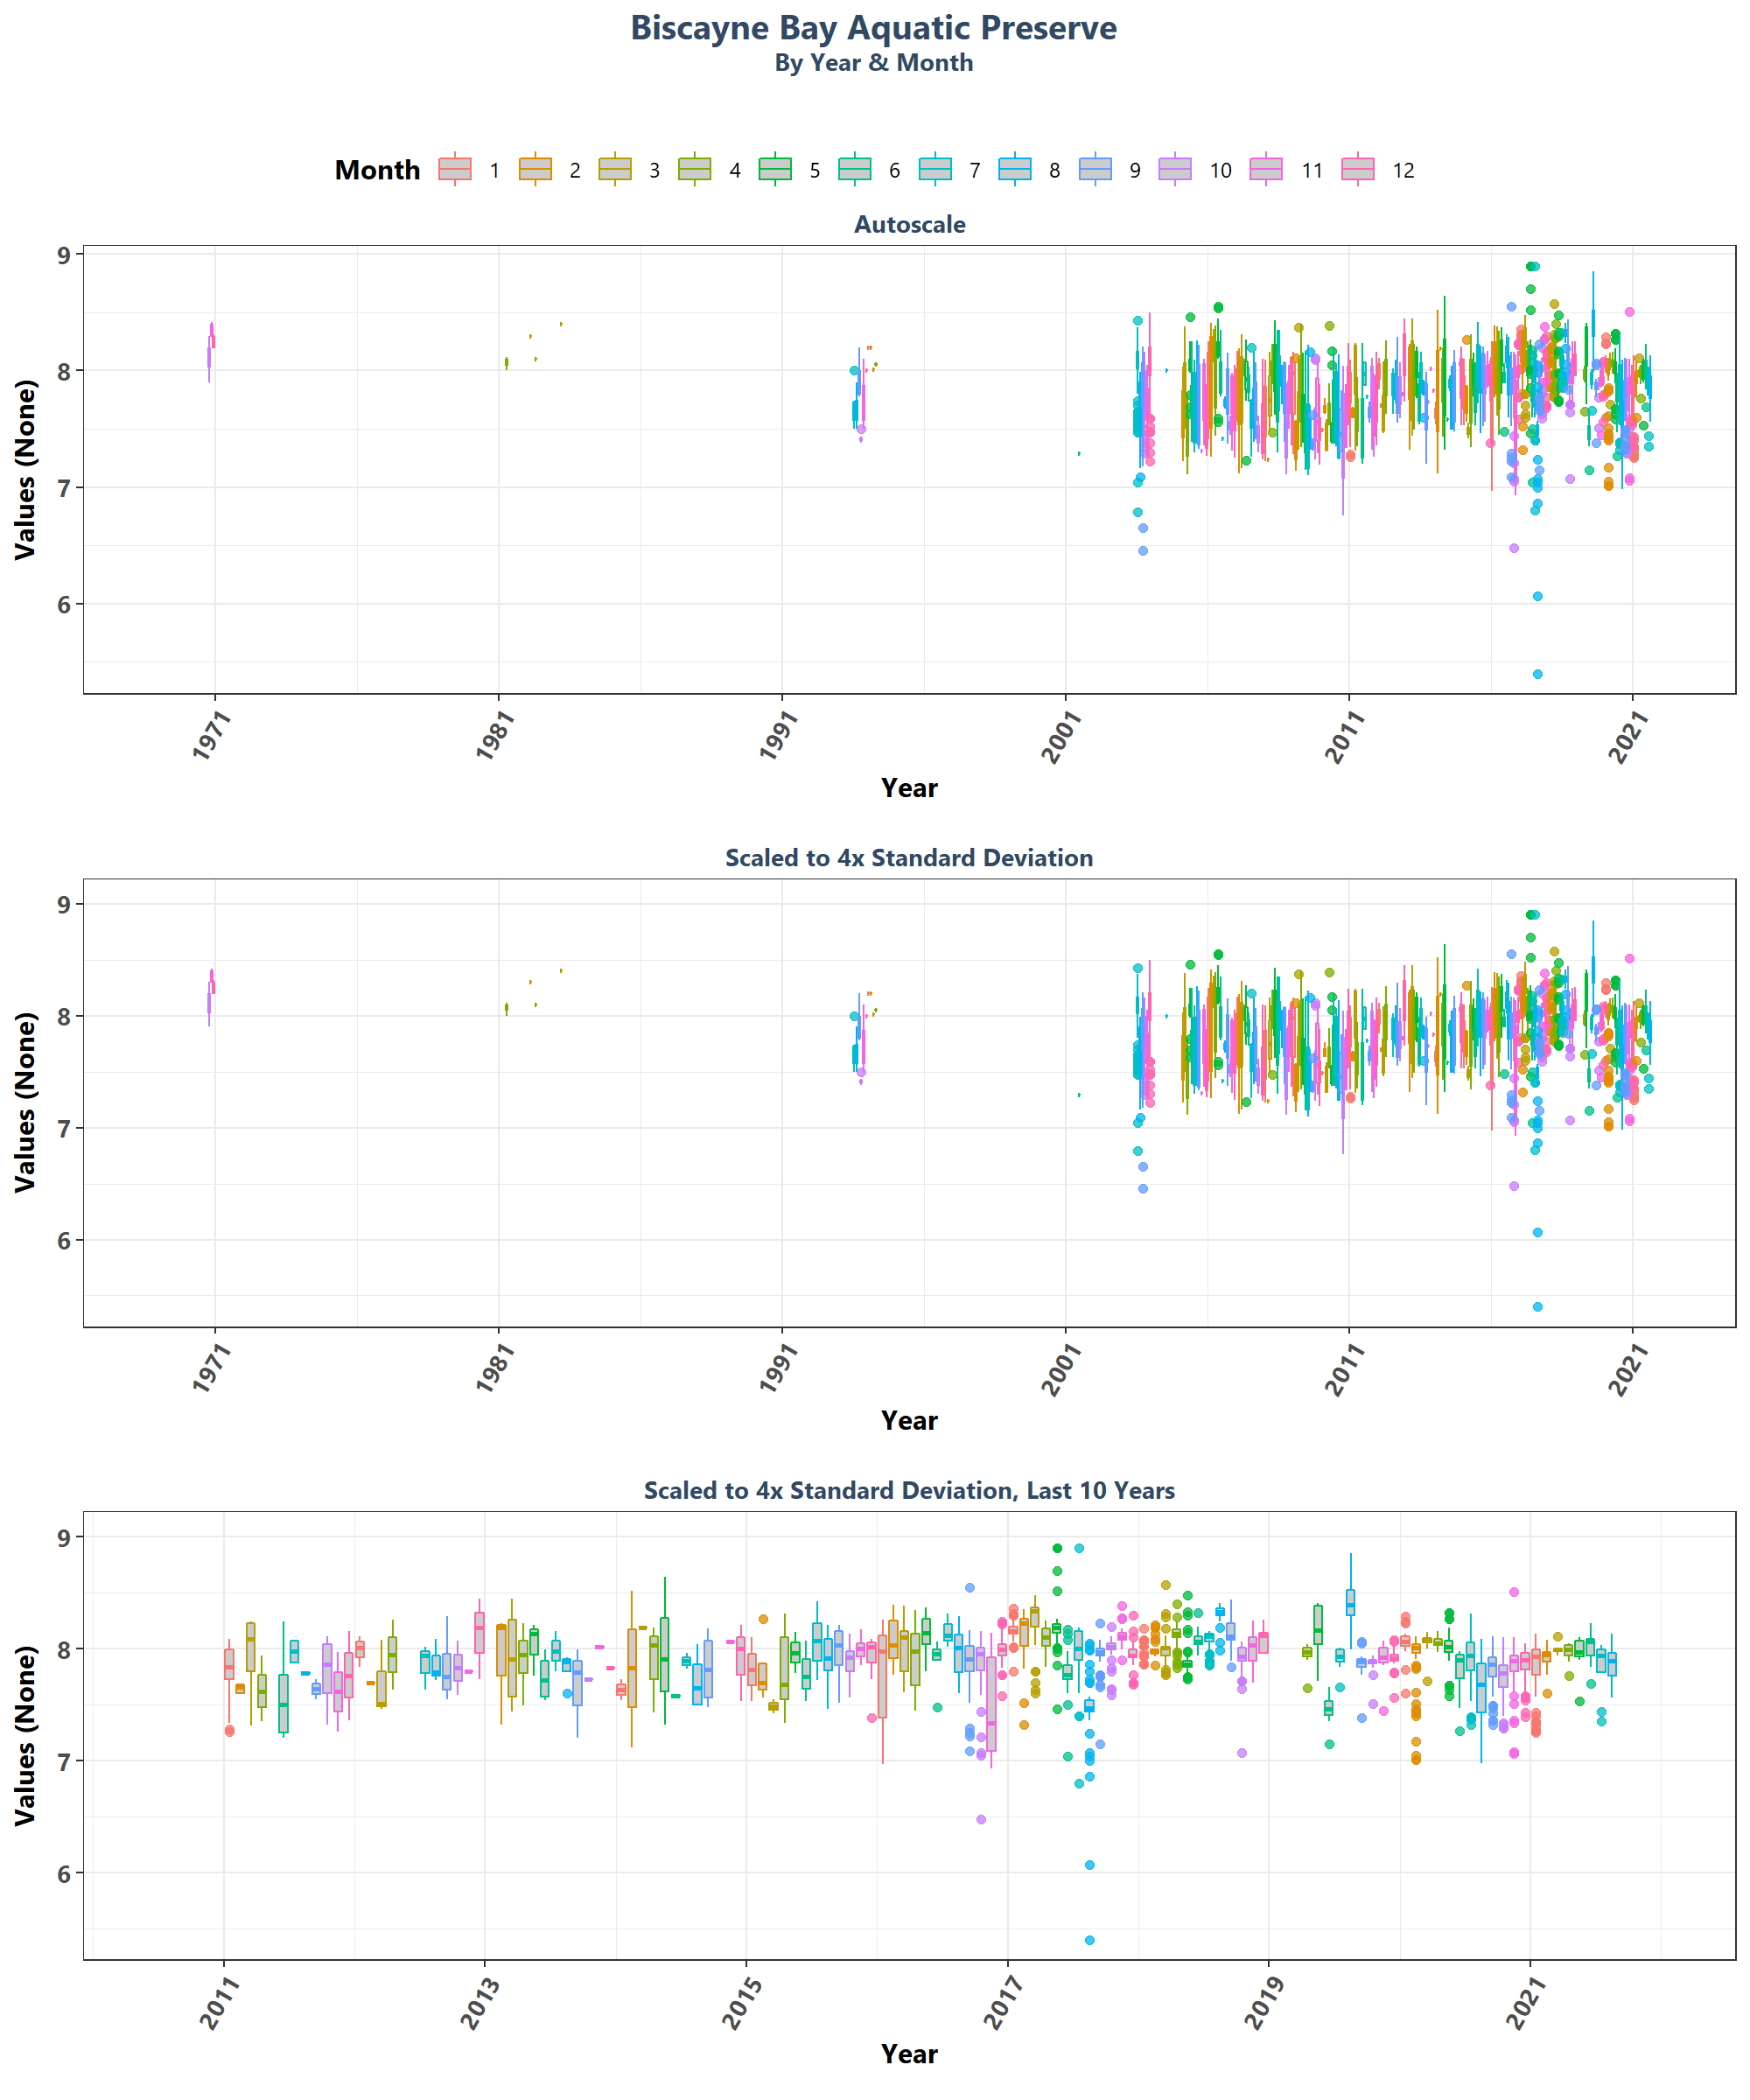 Biscayne Bay Aquatic Preserve
By Year & Month
Month 1 2 3 4 5 6 7 8 9 10 11 12
Autoscale
9
8
7
6
Values (None)
1971 1981 1991 2001 2011 2021
Year
Scaled to 4x Standard Deviation
9
8
7
6
Values (None)
1971 1981 1991 2001 2011 2021
Year
Scaled to 4x Standard Deviation, Last 10 Years
9
8
7
6
Values (None)
2011 2013 2015 2017 2019 2021
Year